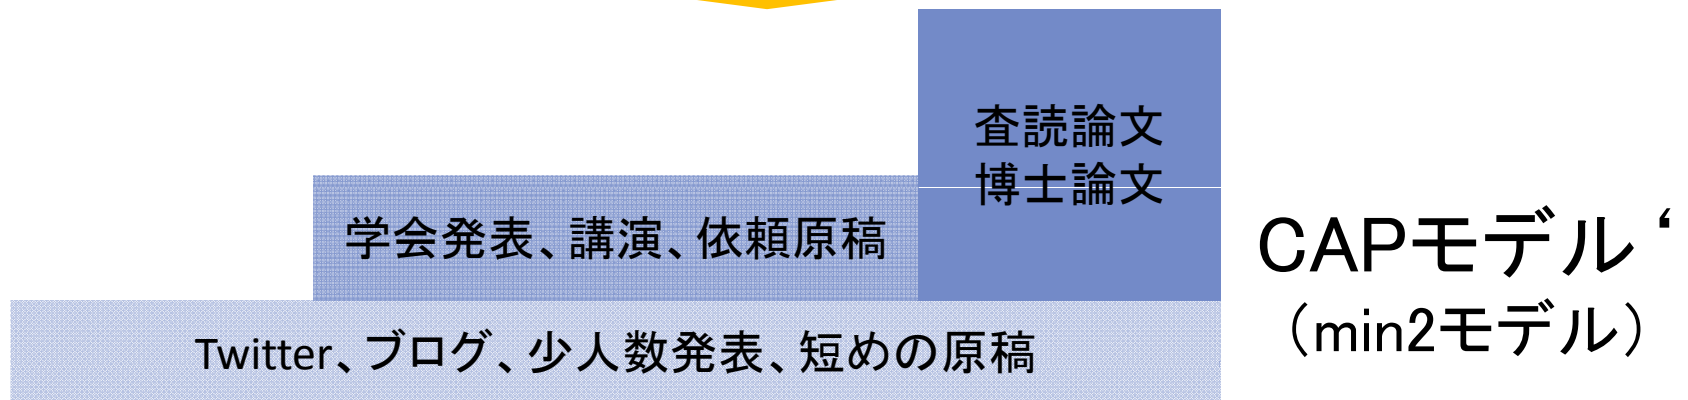 査読論文
博士論文
学会発表、講演、依頼原稿
Twitter、ブログ、少人数発表、短めの原稿
CAPモデル‘
（min2モデル）